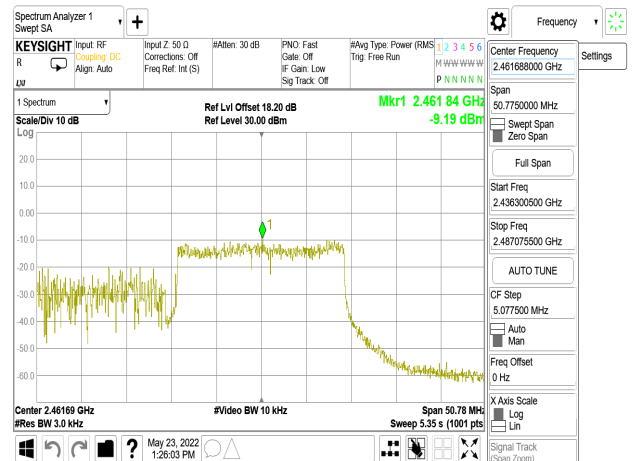 Spectrum Analyzer 1
Swept SA
Frequency
KEYSIGHT
R
Input: RF
Coupling: DC
Align: Auto
Input Z: 50 Ω
Corrections: Off
Freq Ref: Int (S)
#Atten: 30 dB
PNO: Fast
Gate: Off
IF Gain: Low
Sig Track: Off
#Avg Type: Power (RMS
Trig: Free Run
1 2 3 4 5 6
M W W W W W
P N N N N N
Center Frequency
2.461688000 GHz
Settings
Span
50.7750000 MHz
Swept Span
Zero Span
Full Span
Start Freq
2.436300500 GHz
Stop Freq
2.487075500 GHz
AUTO TUNE
CF Step
5.077500 MHz
Auto
Man
Freq Offset
0 Hz
X Axis Scale
Log
Lin
Signal Track
(Span Zoom)
1 Spectrum
Scale/Div 10 dB
Ref Lvl Offset 18.20 dB
Ref Level 30.00 dBm
Mkr1 2.461 84 GHz
-9.19 dBm
Log
20.0
10.0
0.00
-10.0
-20.0
-30.0
-40.0
-50.0
-60.0
1
Center 2.46169 GHz
#Res BW 3.0 kHz
#Video BW 10 kHz
Span 50.78 MHz
Sweep 5.35 s (1001 pts
?
May 23, 2022
1:26:03 PM